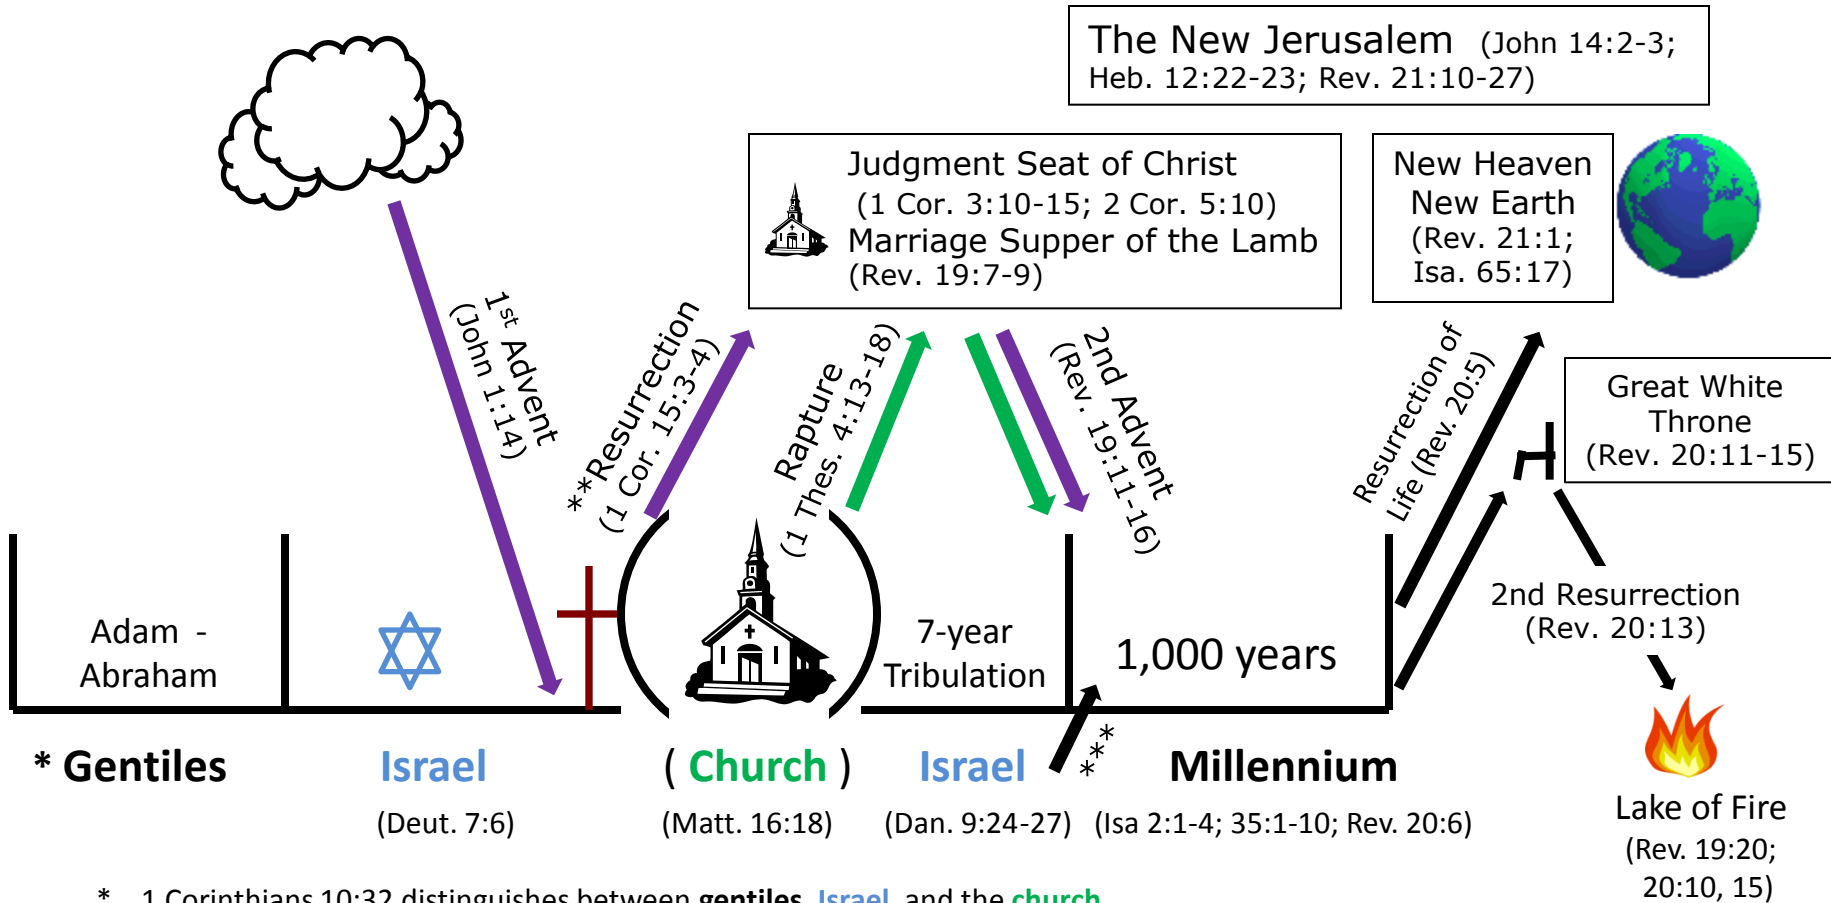 The New Jerusalem (John 14:2-3;
Heb. 12:22-23; Rev. 21:10-27)
Judgment Seat of Christ
(1 Cor. 3:10-15; 2 Cor. 5:10)
Marriage Supper of the Lamb
(Rev. 19:7-9)
New Heaven
New Earth
(Rev. 21:1;
Isa. 65:17)
1st Advent
(John 1:14)
**Resurrection
(1 Cor. 15:3-4)
Rapture
(1 Thes. 4:13-18)
2nd Advent
(Rev. 19:11-16)
Resurrection of
Life (Rev. 20:5)
Great White
Throne
(Rev. 20:11-15)
2nd Resurrection
(Rev. 20:13)
Adam -
Abraham
7-year
Tribulation
1,000 years
***
* Gentiles
Israel
( Church )
Israel
Millennium
(Deut. 7:6)
(Matt. 16:18)
(Dan. 9:24-27)
(Isa 2:1-4; 35:1-10; Rev. 20:6)
Lake of Fire
(Rev. 19:20;
20:10, 15)
* 1 Corinthians 10:32 distinguishes between gentiles, Israel, and the church